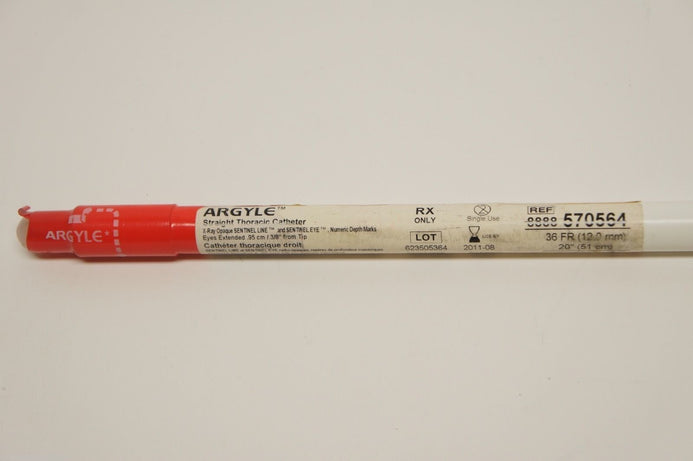 ARGYLE
ARGYLE™
Straight Thoracic Catheter
X-Ray Opaque SENTINEL LINE™ and SENTINEL EYE™, Numeric Depth Marks
Eyes Extended .95 cm / 3/8" from Tip
Cathéter thoracique droit
RX
ONLY
LOT
623505364
Single Use
USE BY
2011-08
REF
8888 570564
36 FR (12.0 mm)
20" (51 cm)